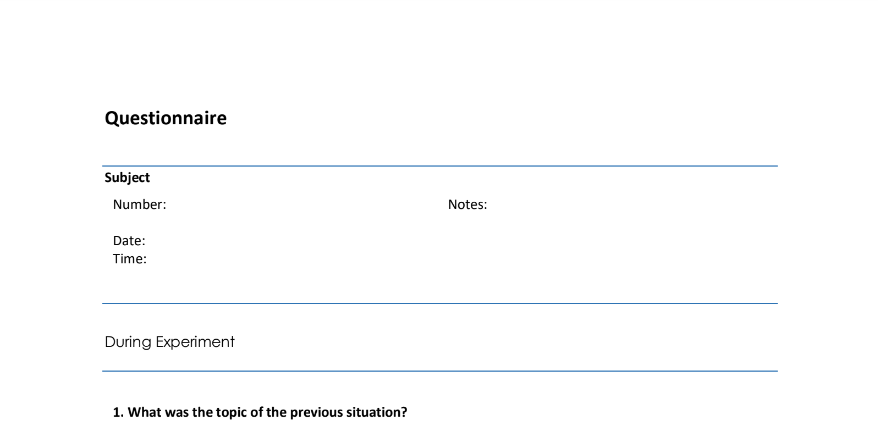 Questionnaire
Subject
Number:
Notes:
Date:
Time:
During Experiment
1. What was the topic of the previous situation?